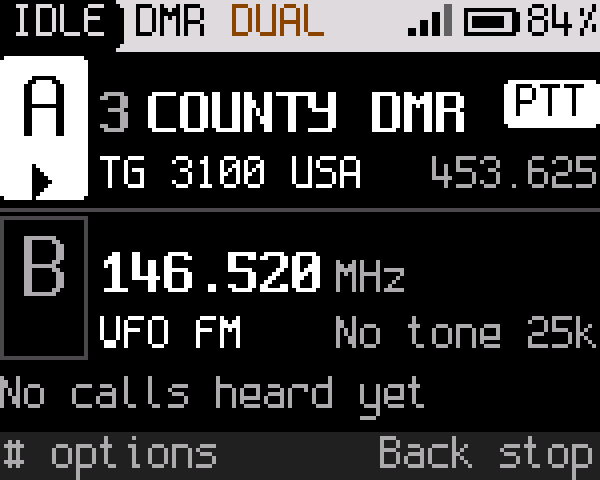 IDLE DMR DUAL 84%
A 3 COUNTY DMR PTT
TG 3100 USA 453.625
B 146.520 MHz
VFO FM No tone 25k
No calls heard yet
# options Back stop